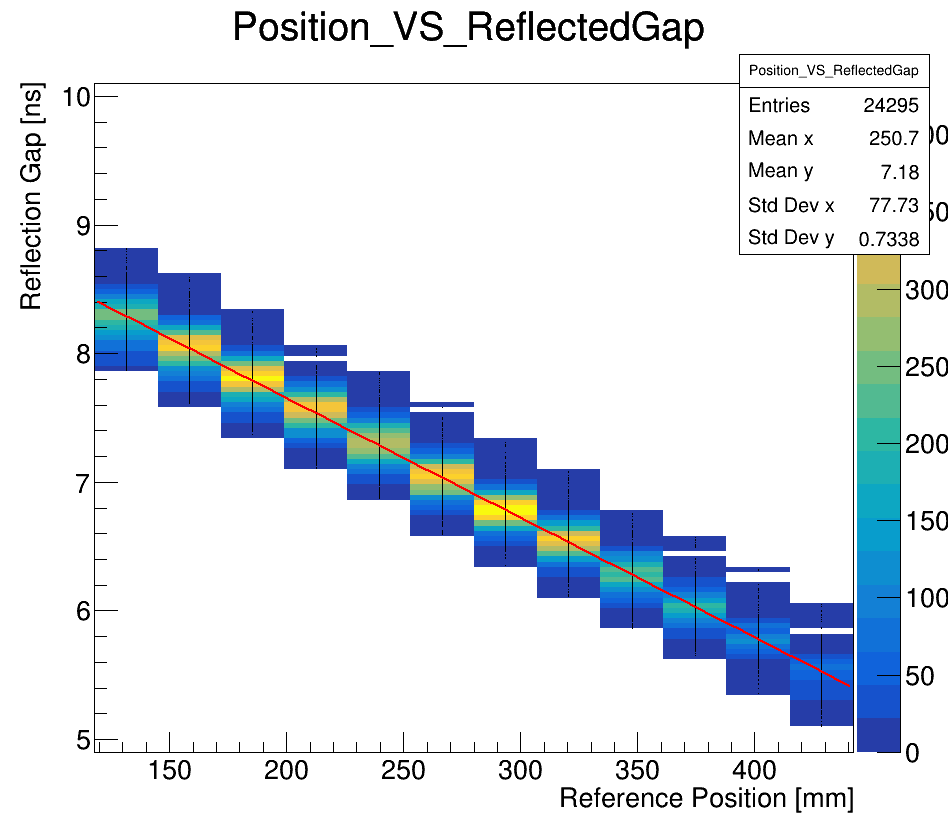 Position_VS_ReflectedGap
Position_VS_ReflectedGap
Entries 24295
Mean x 250.7
Mean y 7.18
Std Dev x 77.73
Std Dev y 0.7338
Reflection Gap [ns]
10
9
8
7
6
5
300
250
200
150
100
50
0
150 200 250 300 350 400
Reference Position [mm]